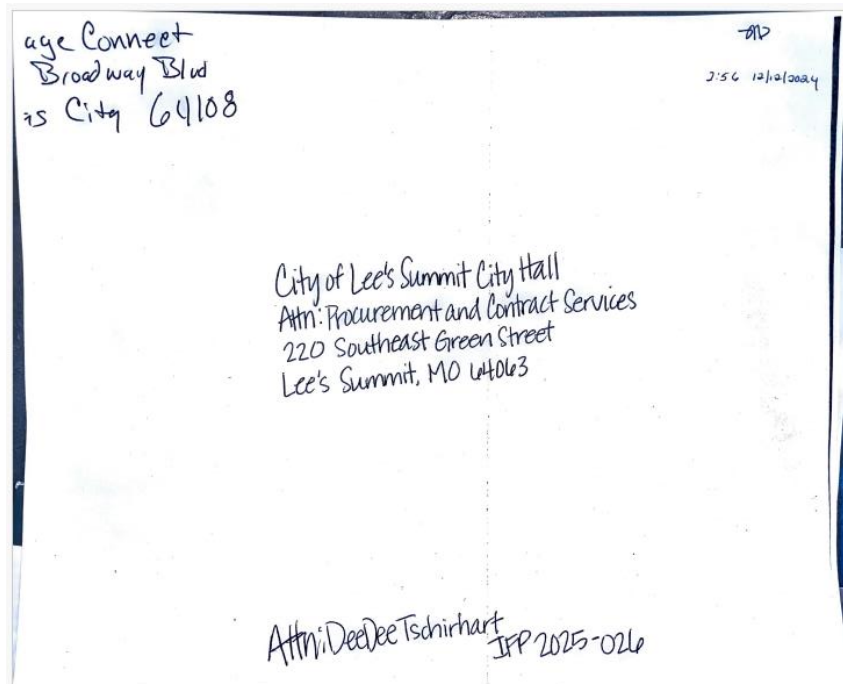 age Connect
Broadway Blvd
as City 64108
2:56 12/12/2024
City of Lee's Summit City Hall
Attn: Procurement and Contract Services
220 Southeast Green Street
Lee's Summit, MO 64063
Attn: DeeDee Tschirhart
IFP 2025-026